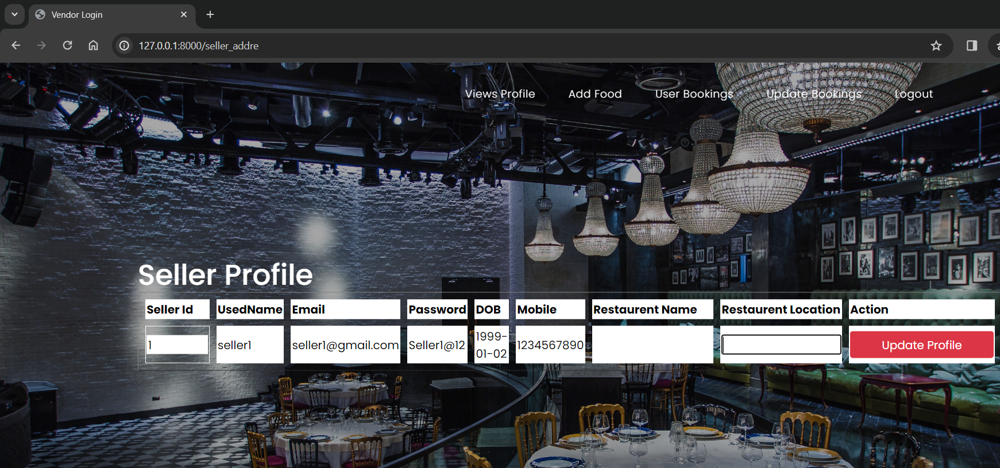 Vendor Login
127.0.0.1:8000/seller_addre
Views Profile Add Food User Bookings Update Bookings Logout
Seller Profile
Seller Id UsedName Email Password DOB Mobile Restaurent Name Restaurent Location Action
1 seller1 seller1@gmail.com Seller1@12 1999- 1234567890 Update Profile
01-02